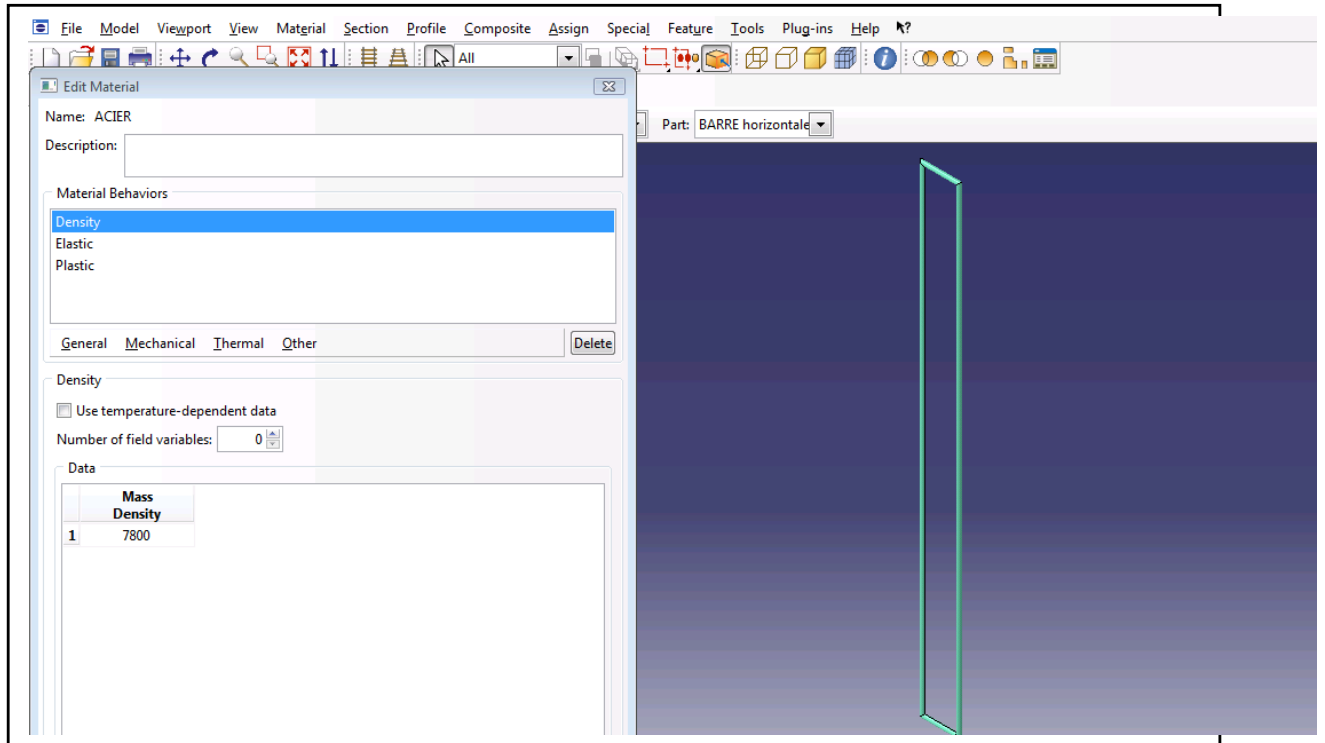 File Model Viewport View Material Section Profile Composite Assign Special Feature Tools Plug-ins Help
All
Edit Material
Name: ACIER
Part: BARRE horizontale
Description:
Material Behaviors
Density
Elastic
Plastic
General Mechanical Thermal Other Delete
Density
Use temperature-dependent data
Number of field variables: 0
Data
Mass
Density
1 7800